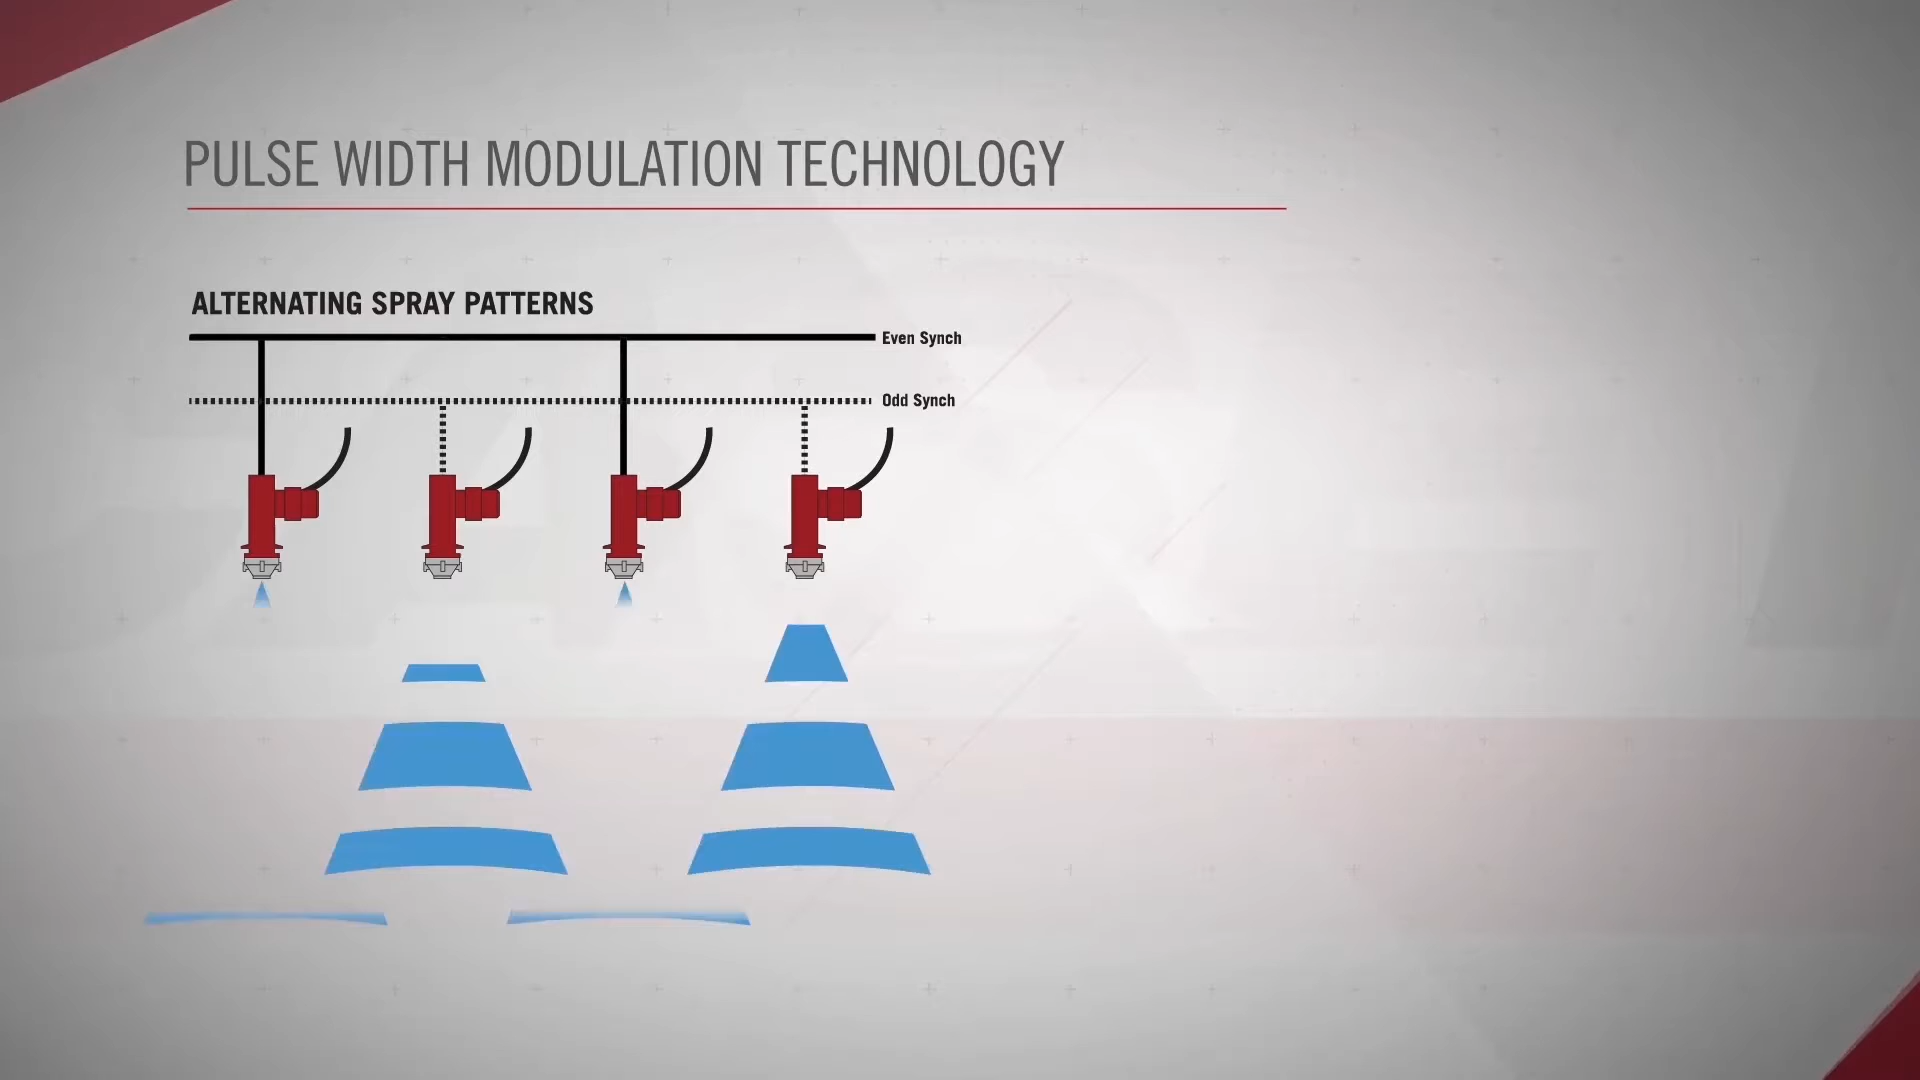 PULSE WIDTH MODULATION TECHNOLOGY
ALTERNATING SPRAY PATTERNS
Even Synch
Odd Synch